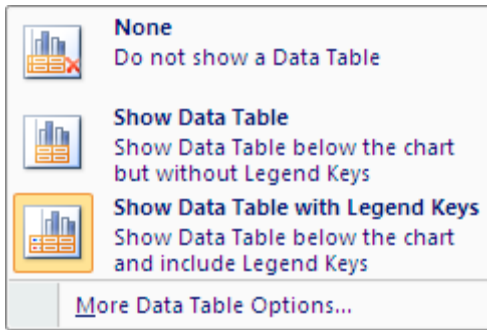 None
Do not show a Data Table
Show Data Table
Show Data Table below the chart
but without Legend Keys
Show Data Table with Legend Keys
Show Data Table below the chart
and include Legend Keys
More Data Table Options...